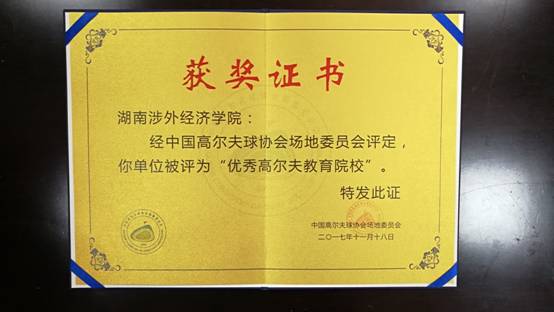 获奖证书
湖南涉外经济学院：
经中国高尔夫球协会场地委员会评定，
你单位被评为“优秀高尔夫教育院校”。
特发此证
中国高尔夫球协会场地委员会
二〇一七年十一月十八日